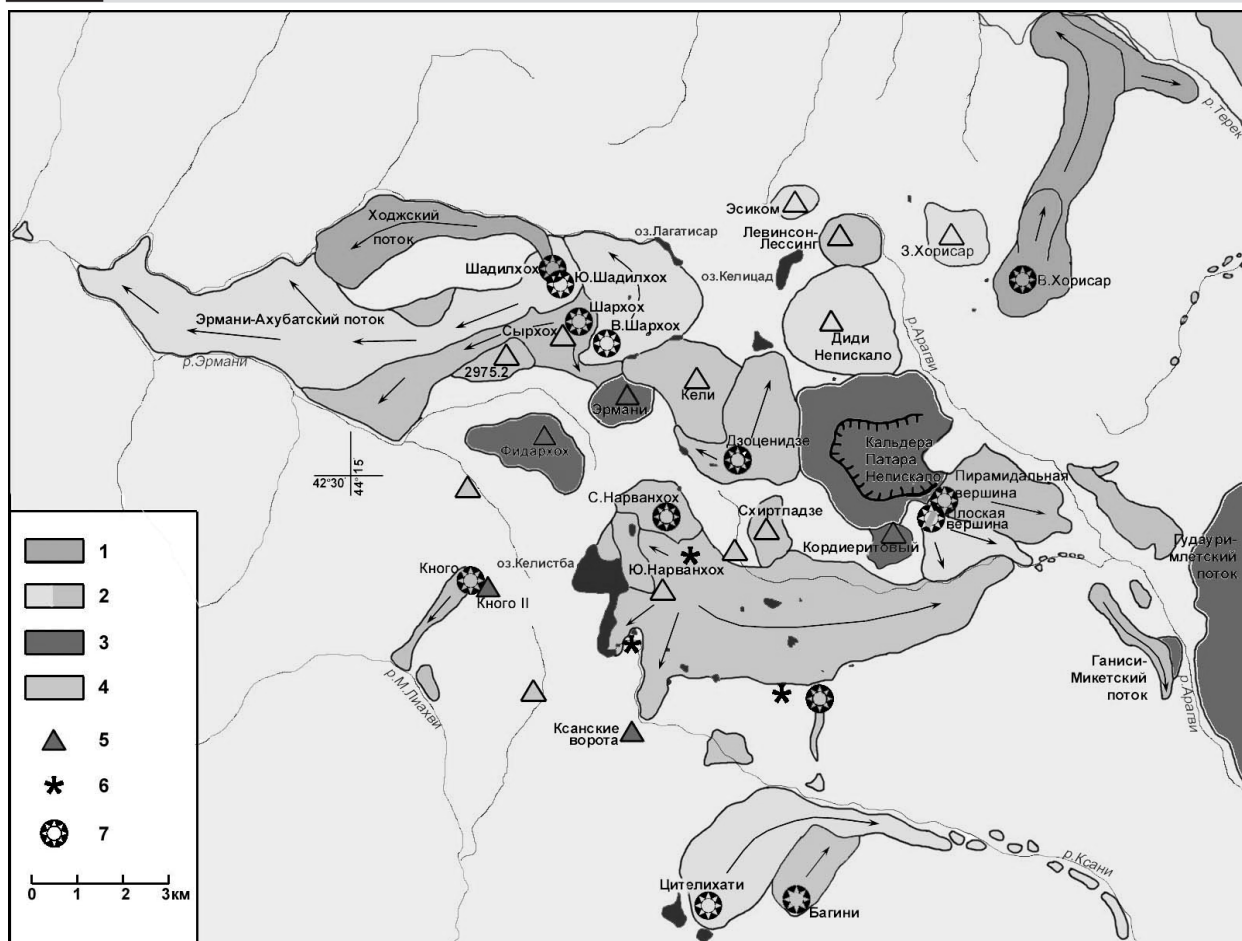 р.Терек
Эсиком
Левинсон-
Лессинг
З.Хорисар
В.Хорисар
Ходжский
поток
оз.Лагатисар
оз.Келицад
Шадилхох
Ю.Шадилхох
Шархох
Эрмани-Ахубатский поток
Сырхох
В.Шархох
Диди
Непискало
р.Арагви
р.Эрмани
2975.2
Кели
Эрмани
Дзоценидзе
Кальдера
Патара
Непискало
Фидархох
42°30
44°15
Пирамидальная
вершина
Плоская
вершина
С.Нарванхох
Схиртладзе
Кордиеритовый
Гудаури-
млетский
поток
оз.Келистба
Ю.Нарванхох
Кного
Кного II
р.М.Лиахви
Ганиси-
Микетский
поток
р.Арагви
Ксанские
ворота
р.Ксани
Цителихати
Багини
1
2
3
4
5
6
7
0 1 2 3км